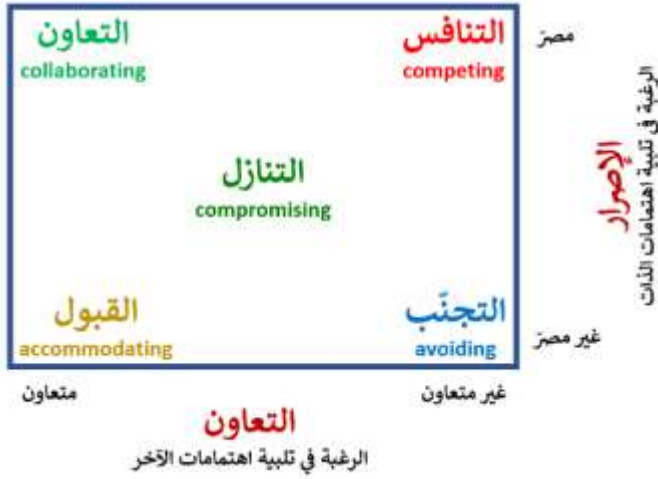 التنافس
competing
التعاون
collaborating
مصرّ
التنازل
compromising
الإصرار
الرغبة في تلبية اهتمامات الذات
التجنّب
avoiding
القبول
accommodating
غير مصرّ
غير متعاون
متعاون
التعاون
الرغبة في تلبية اهتمامات الآخر